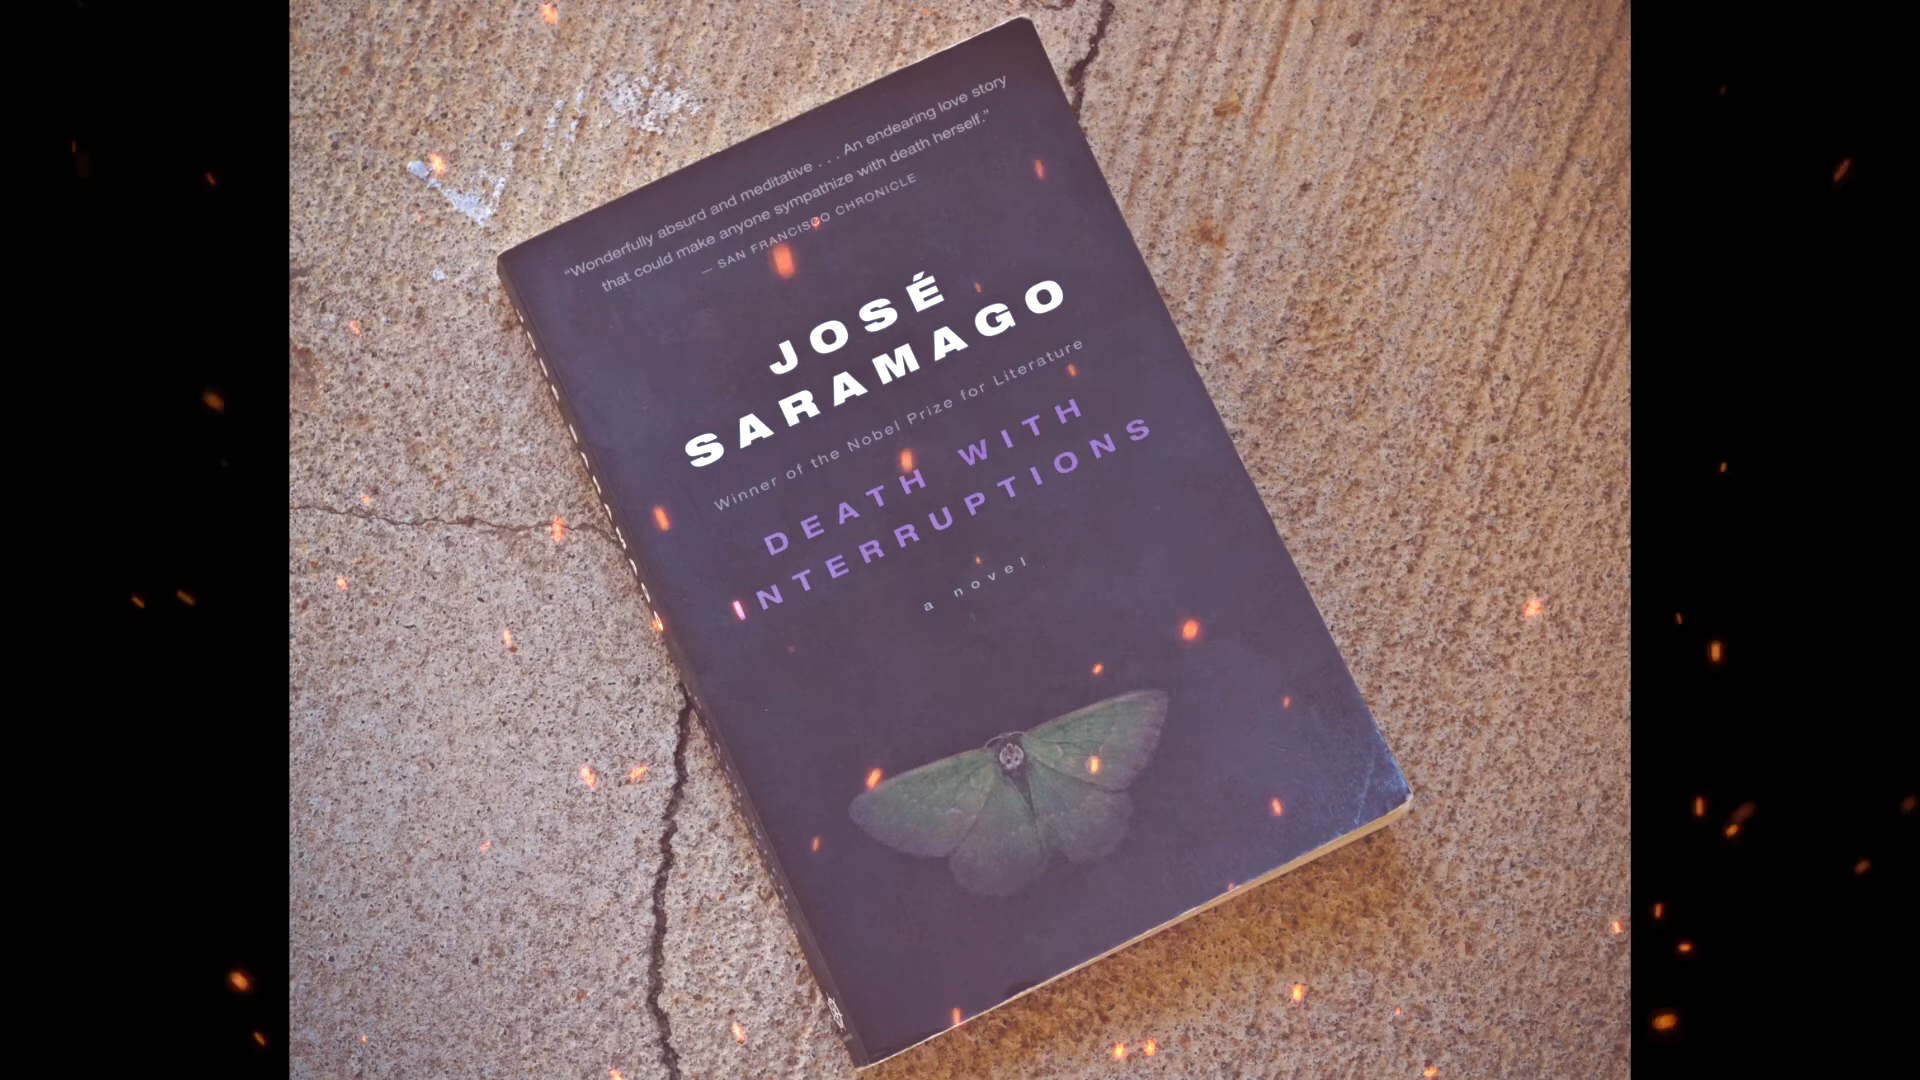 “Wonderfully absurd and meditative . . . An endearing love story
that could make anyone sympathize with death herself.”
— SAN FRANCISCO CHRONICLE
JOSÉ
SARAMAGO
Winner of the Nobel Prize for Literature
DEATH WITH
INTERRUPTIONS
a novel